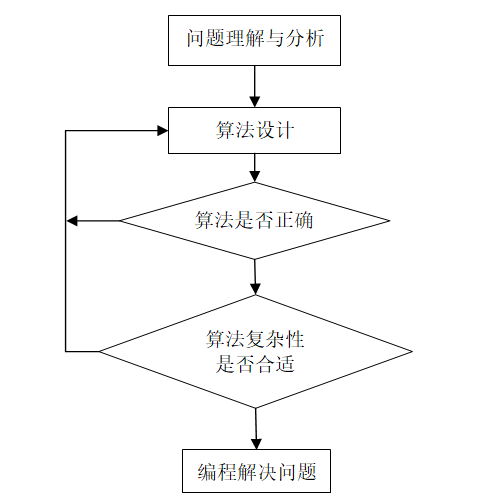 问题理解与分析
算法设计
算法是否正确
算法复杂性
是否合适
编程解决问题